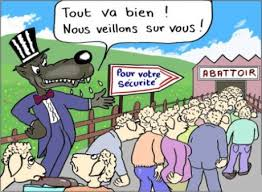 Tout va bien !
Nous veillons sur vous !
Pour votre
Sécurité
ABATTOIR